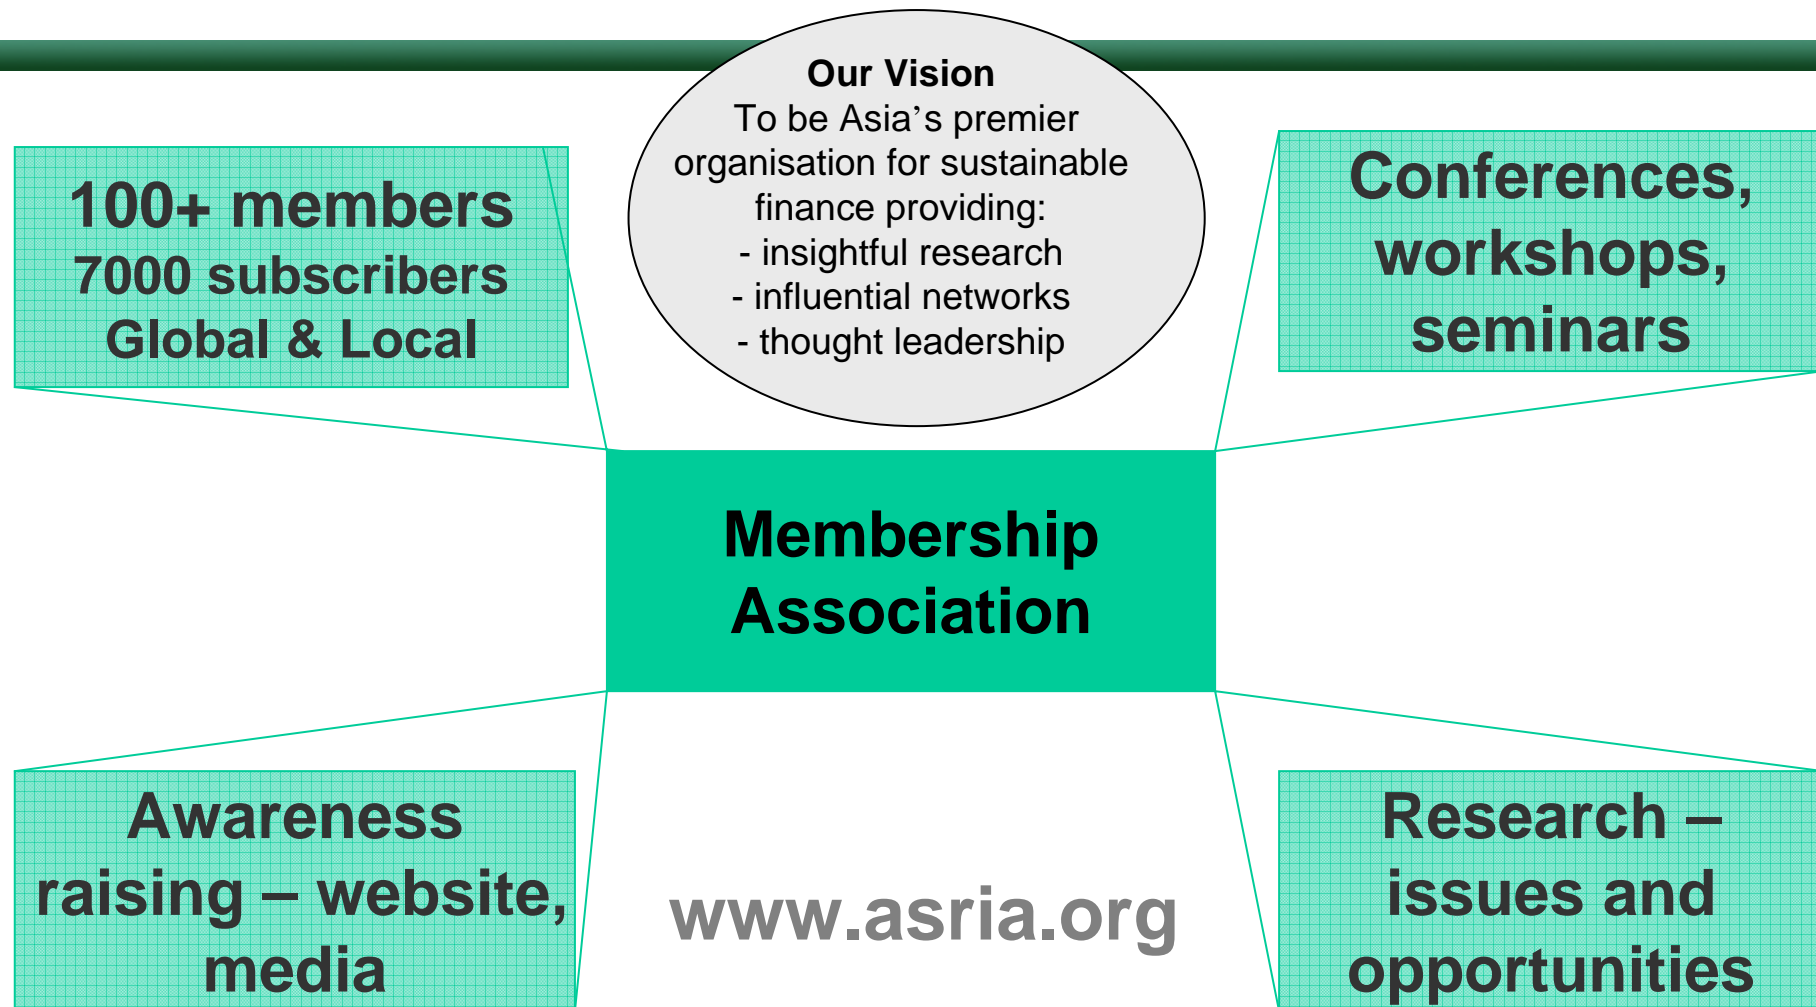 Our Vision
To be Asia's premier
organisation for sustainable
finance providing:
- insightful research
- influential networks
- thought leadership
100+ members
7000 subscribers
Global & Local
Conferences,
workshops,
seminars
Membership
Association
Awareness
raising – website,
media
www.asria.org
Research –
issues and
opportunities